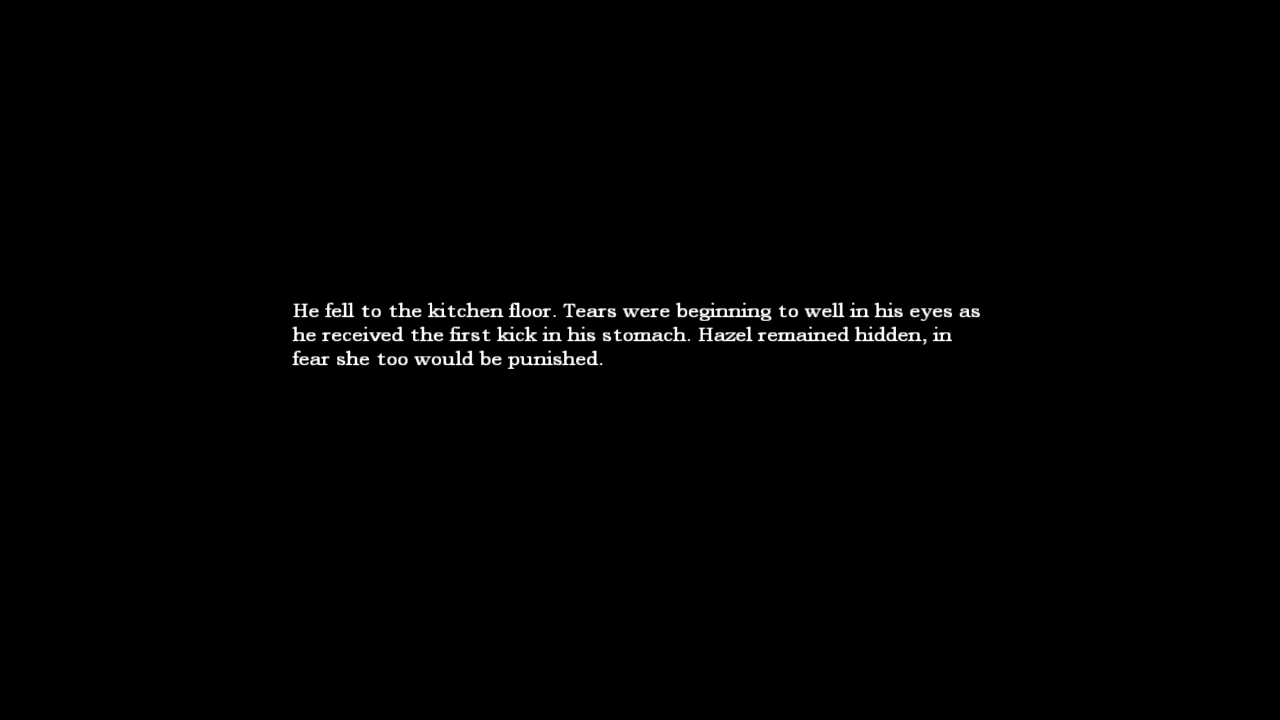 He fell to the kitchen floor. Tears were beginning to well in his eyes as
he received the first kick in his stomach. Hazel remained hidden, in
fear she too would be punished.